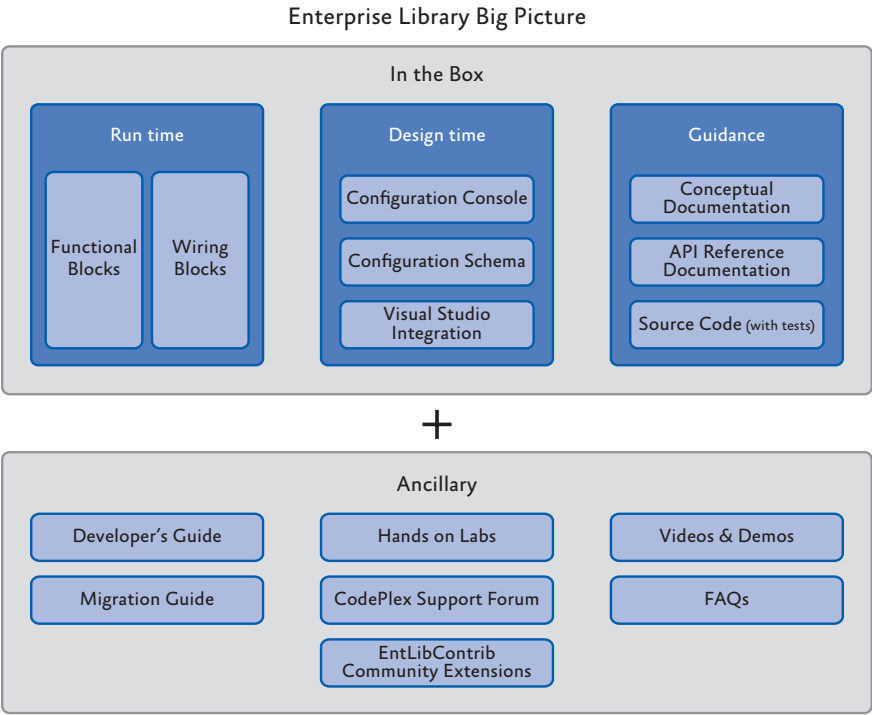 Enterprise Library Big Picture
In the Box
Run time
Functional
Blocks
Wiring
Blocks
Design time
Configuration Console
Configuration Schema
Visual Studio
Integration
Guidance
Conceptual
Documentation
API Reference
Documentation
Source Code (with tests)
+
Ancillary
Developer's Guide
Migration Guide
Hands on Labs
CodePlex Support Forum
EntLibContrib
Community Extensions
Videos & Demos
FAQs